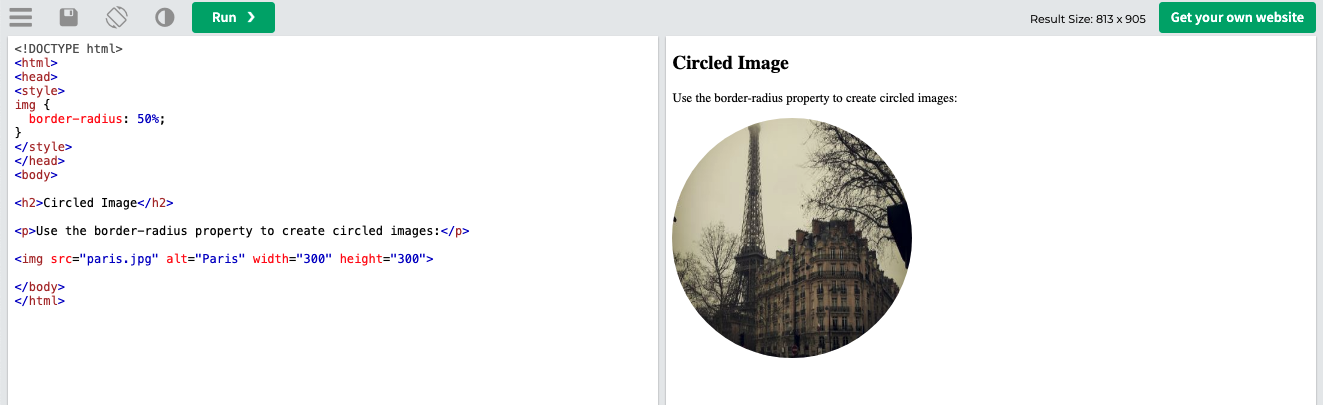 Run ❯
Result Size: 813 x 905
Get your own website
<!DOCTYPE html>
<html>
<head>
<style>
img {
  border-radius: 50%;
}
</style>
</head>
<body>

<h2>Circled Image</h2>

<p>Use the border-radius property to create circled images:</p>

<img src="paris.jpg" alt="Paris" width="300" height="300">

</body>
</html>
Circled Image
Use the border-radius property to create circled images: